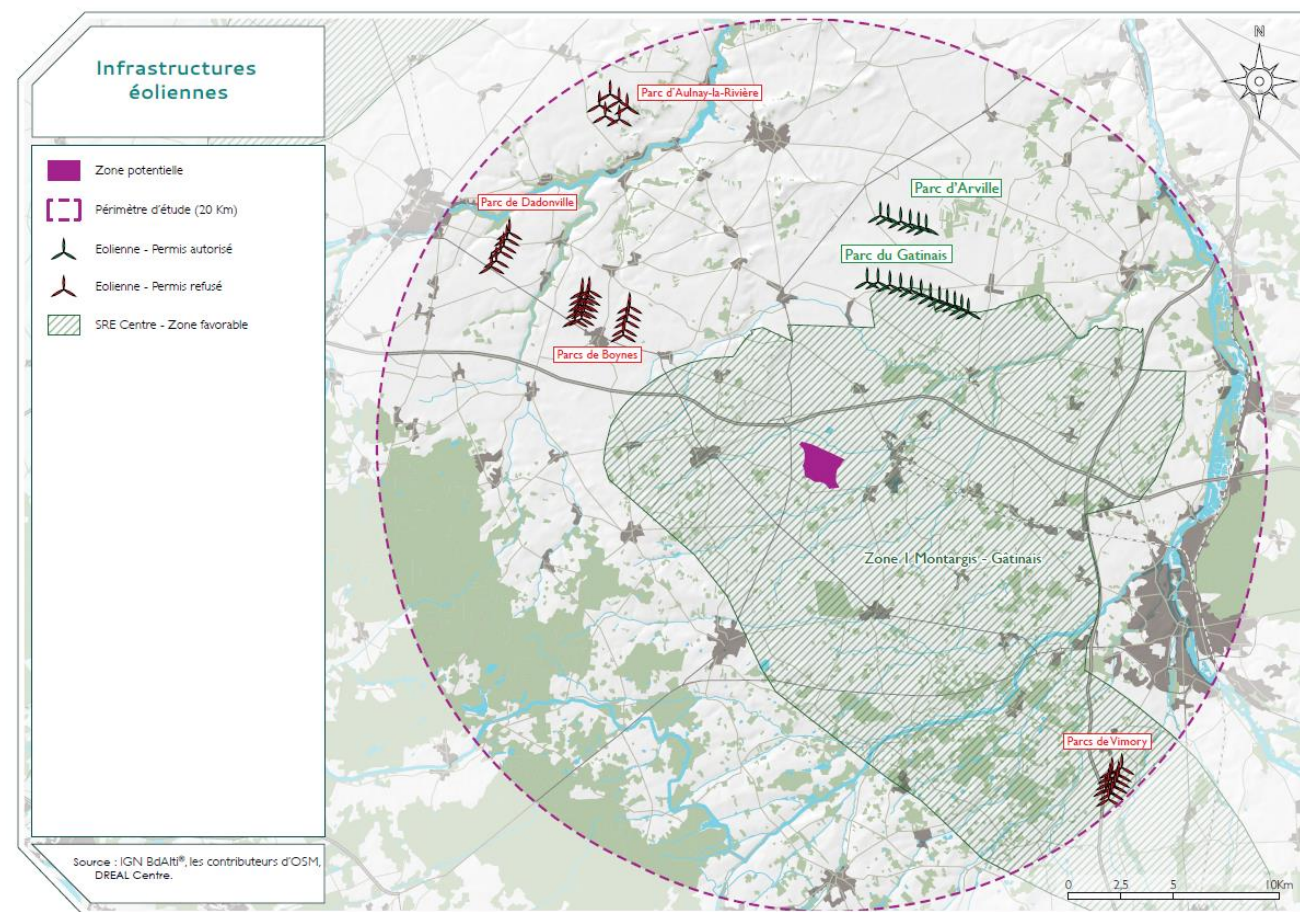 Infrastructures
éoliennes
Zone potentielle
Périmètre d'étude (20 Km)
Eolienne - Permis autorisé
Eolienne - Permis refusé
SRE Centre - Zone favorable
Source : IGN BdAlti®, les contributeurs d'OSM,
DREAL Centre.
N
Parc d'Aulnay-la-Rivière
Parc d'Arville
Parc de Dadonville
Parc du Gatinais
Parcs de Boynes
Zone 1 Montargis - Gâtinais
Parcs de Vimory
0 2,5 5 10Km